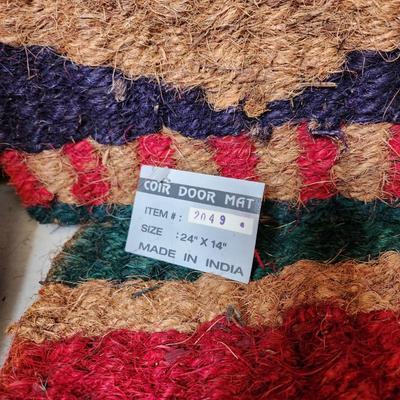 COIR DOOR MAT
ITEM #: 2049
SIZE :24" X 14"
MADE IN INDIA